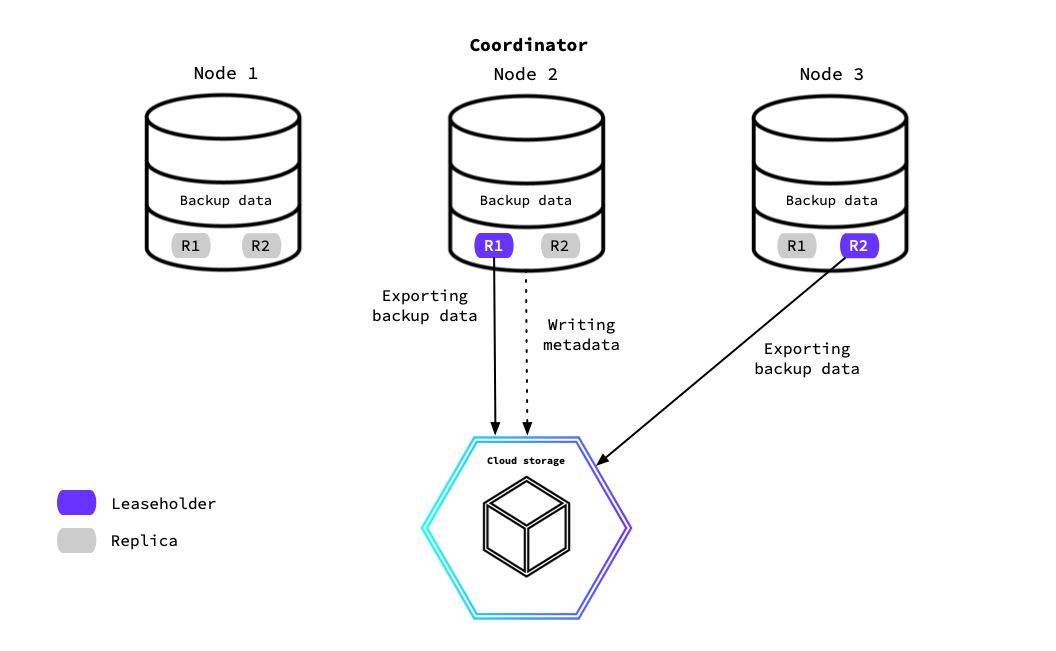 Coordinator
Node 1
Node 2
Node 3
Backup data
Backup data
Backup data
R1
R2
R1
R2
R1
R2
Exporting
backup data
Writing
metadata
Exporting
backup data
Cloud storage
Leaseholder
Replica